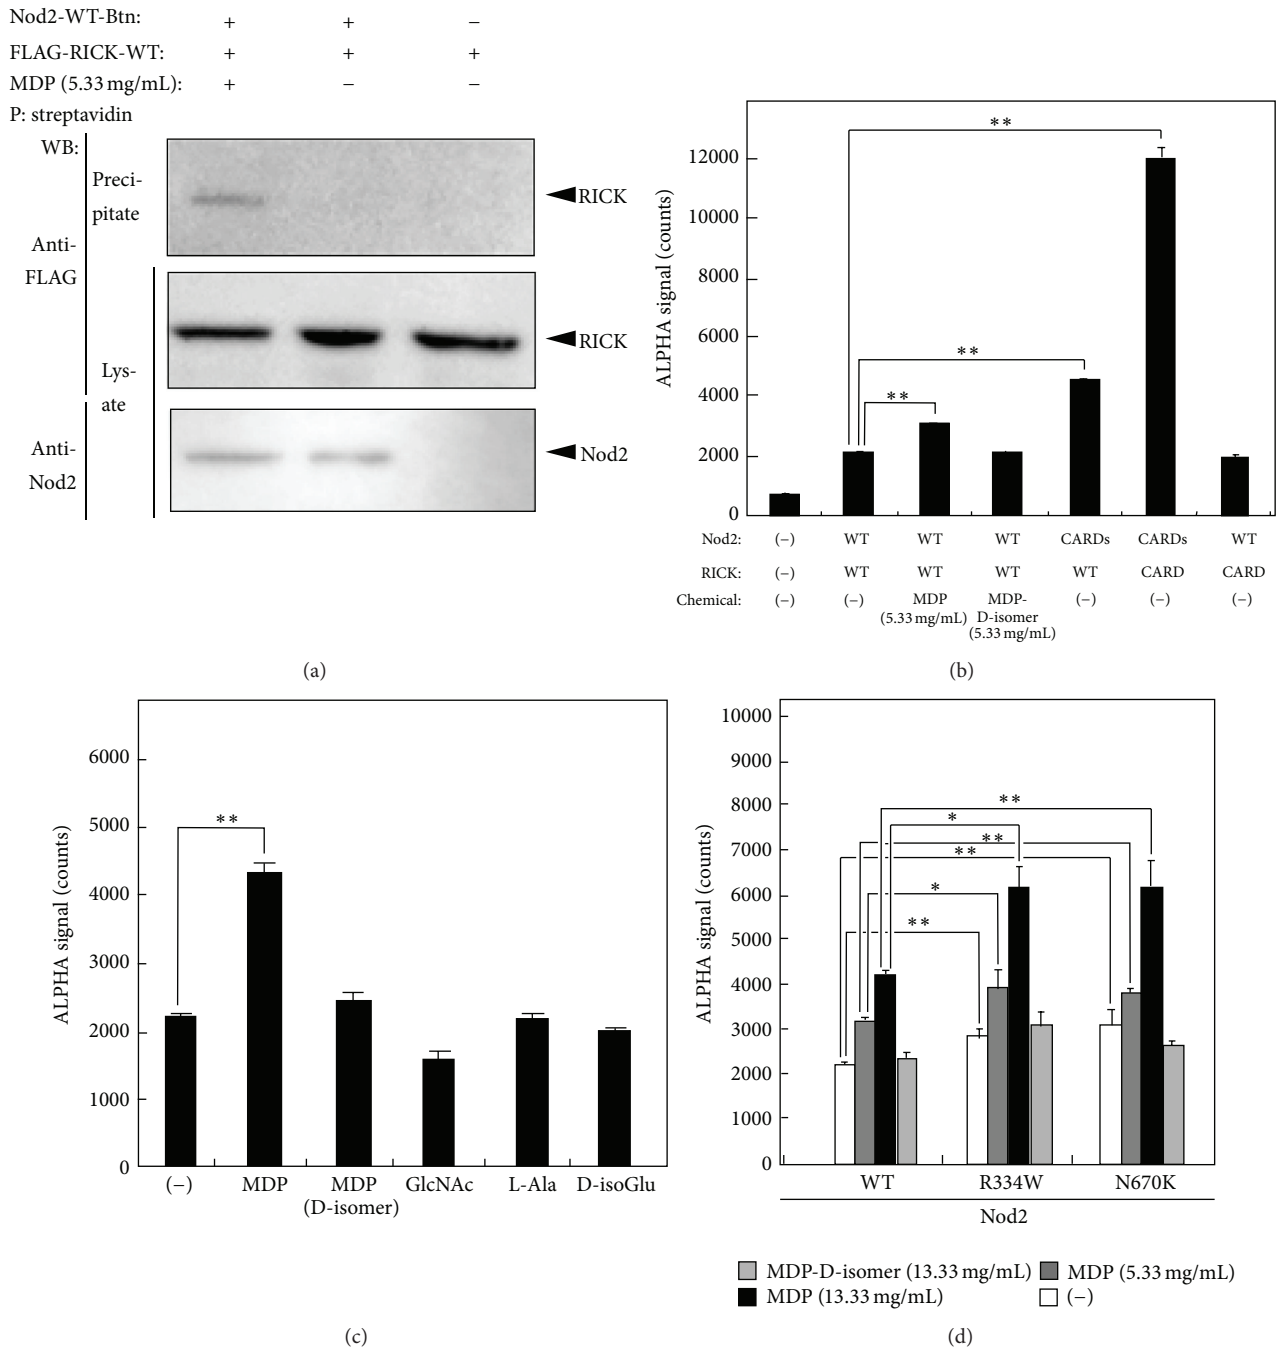 Nod2-WT-Btn: + + −
FLAG-RICK-WT: + + +
MDP (5.33 mg/mL): + − −
P: streptavidin
WB:
Preci-
pitate
Anti-
FLAG
RICK
Lys-
ate
RICK
Anti-
Nod2
Nod2
(a)
ALPHA signal (counts)
12000
10000
8000
6000
4000
2000
0
**
**
**
Nod2: (−) WT WT WT CARDs CARDs WT
RICK: (−) WT WT WT WT CARD CARD
Chemical: (−) (−) MDP (5.33 mg/mL) MDP-D-isomer (5.33 mg/mL) (−) (−) (−)
(b)
ALPHA signal (counts)
6000
5000
4000
3000
2000
1000
0
**
(−) MDP MDP (D-isomer) GlcNAc L-Ala D-isoGlu
(c)
ALPHA signal (counts)
10000
9000
8000
7000
6000
5000
4000
3000
2000
1000
0
**
*
**
**
*
**
WT R334W N670K
Nod2
MDP-D-isomer (13.33 mg/mL) MDP (5.33 mg/mL)
MDP (13.33 mg/mL) (−)
(d)